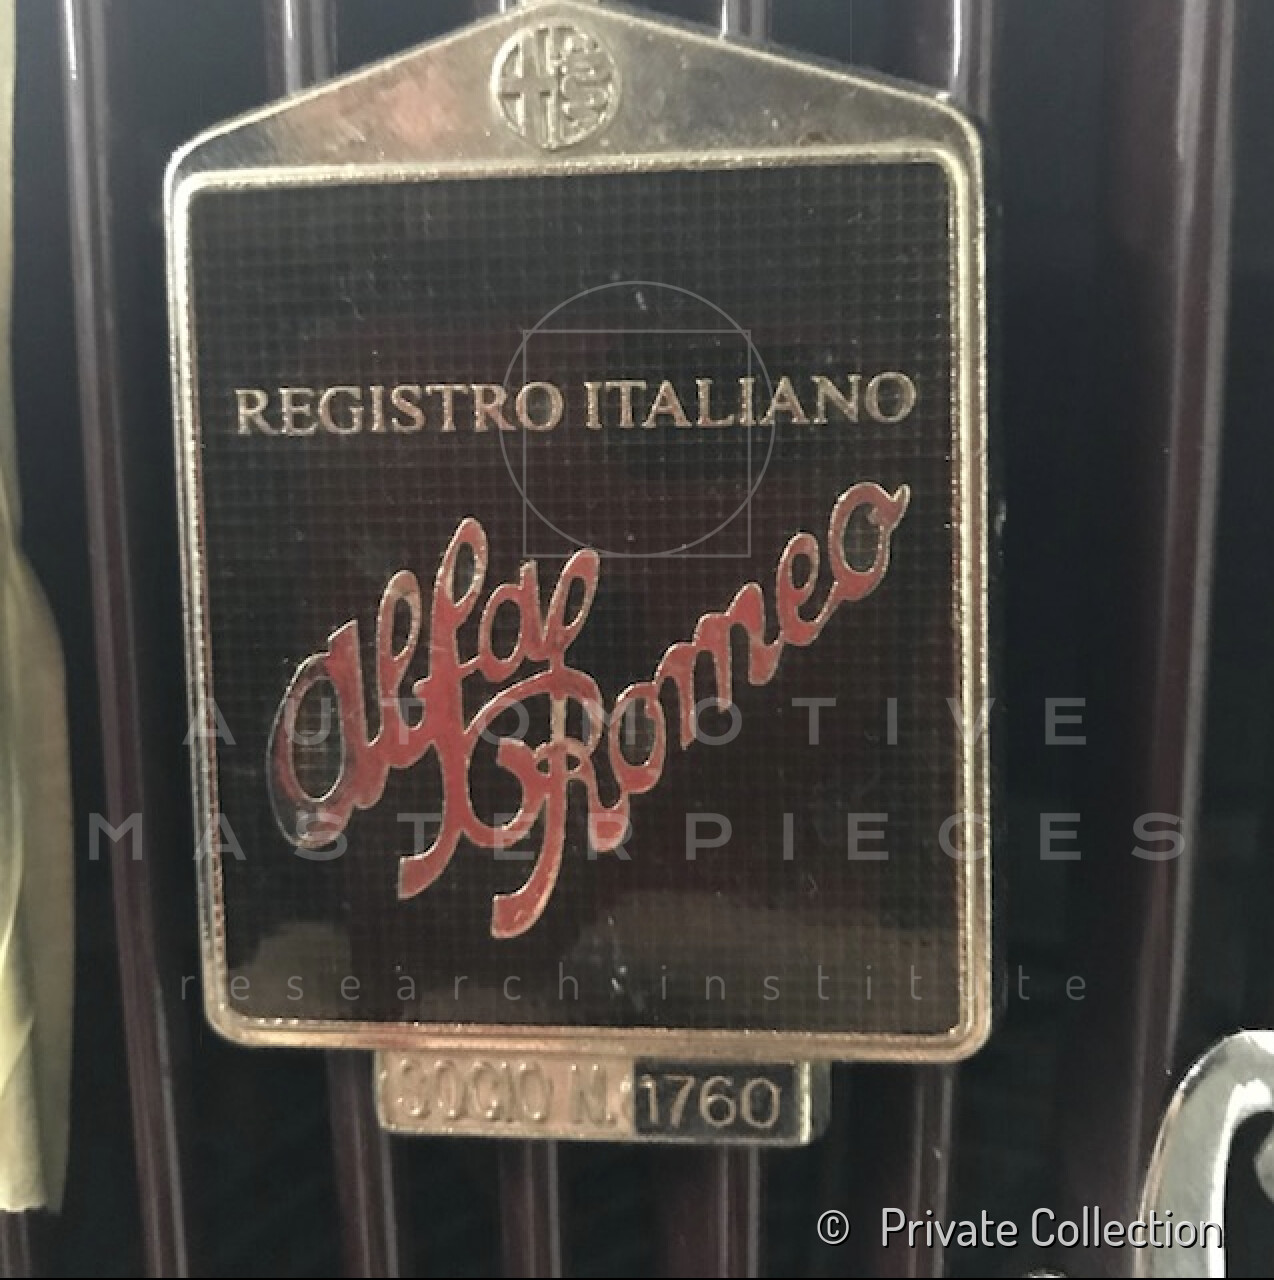 REGISTRO ITALIANO
alfa
Romeo
AUTOMOTIVE
MASTERPIECES
research institute
SOCIO N. 1760
© Private Collection